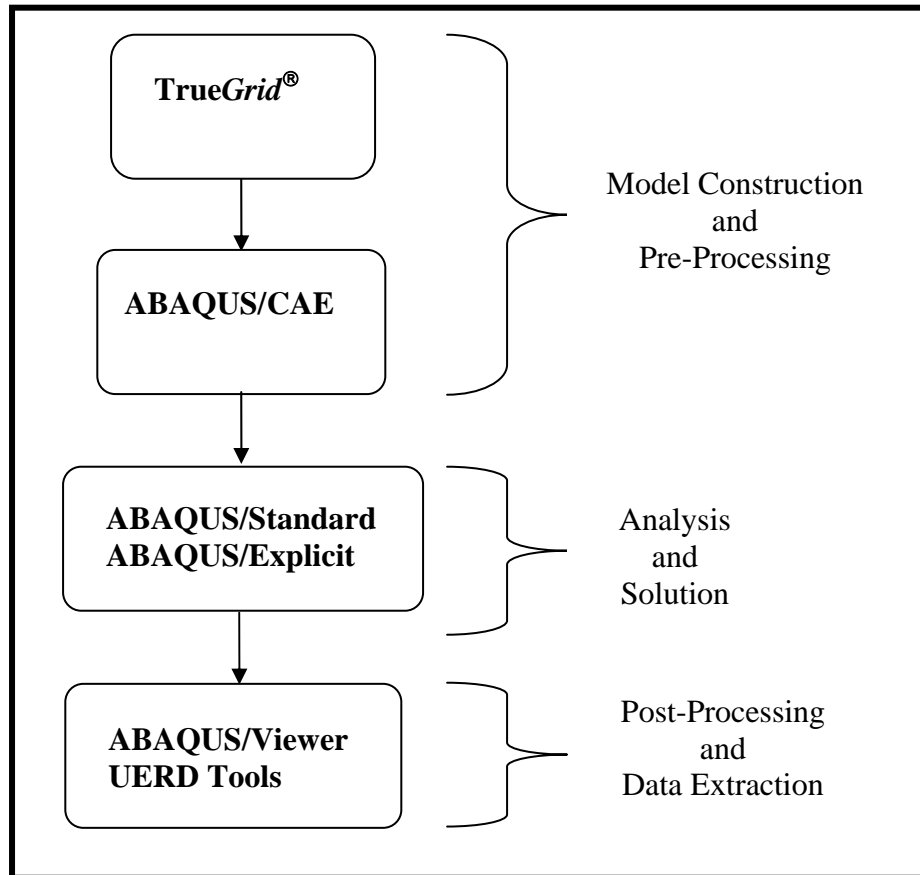 TrueGrid®
ABAQUS/CAE
Model Construction
and
Pre-Processing
ABAQUS/Standard
ABAQUS/Explicit
Analysis
and
Solution
ABAQUS/Viewer
UERD Tools
Post-Processing
and
Data Extraction